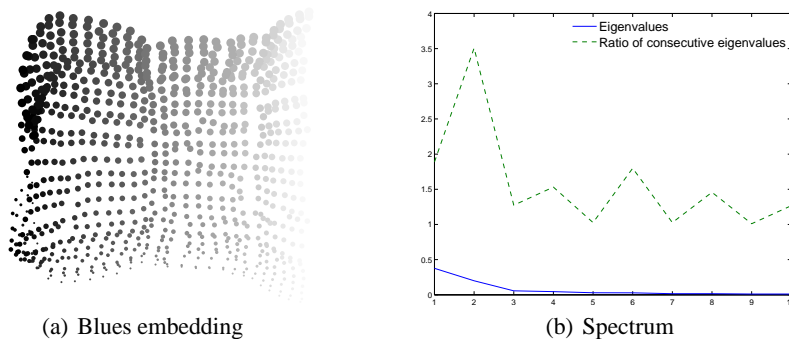 4
3.5
3
2.5
2
1.5
1
0.5
0
1 2 3 4 5 6 7 8 9 1
Eigenvalues
Ratio of consecutive eigenvalues
(a) Blues embedding
(b) Spectrum